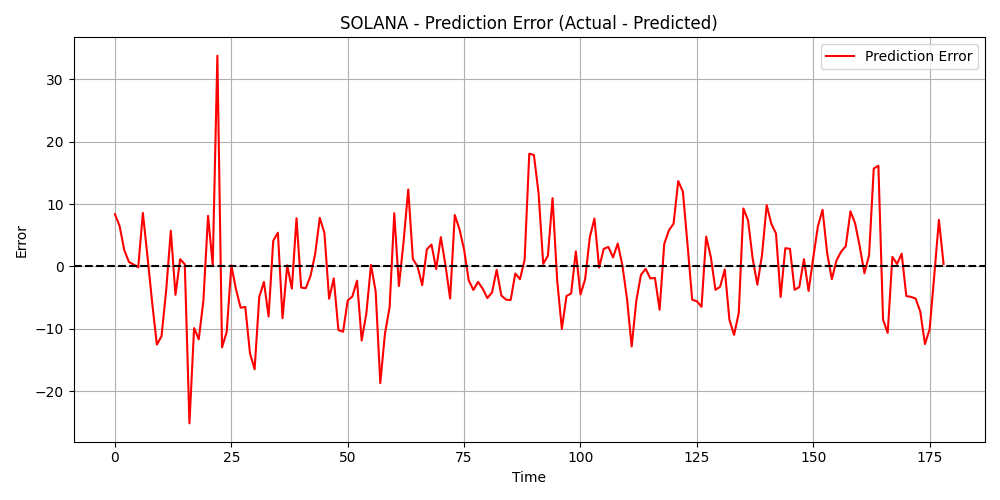 SOLANA - Prediction Error (Actual - Predicted)
Prediction Error
Error
30
20
10
0
−10
−20
0 25 50 75 100 125 150 175
Time